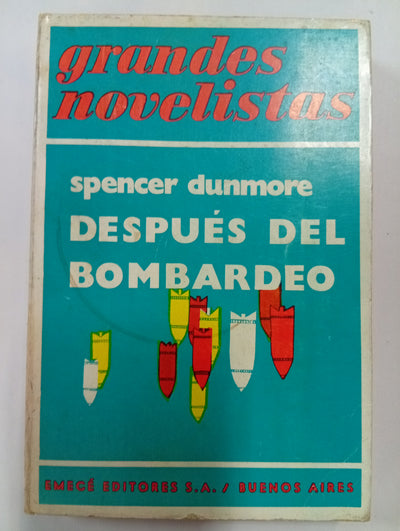 grandes
novelistas
spencer dunmore
DESPUÉS DEL
BOMBARDEO
EMECÉ EDITORES S.A. / BUENOS AIRES